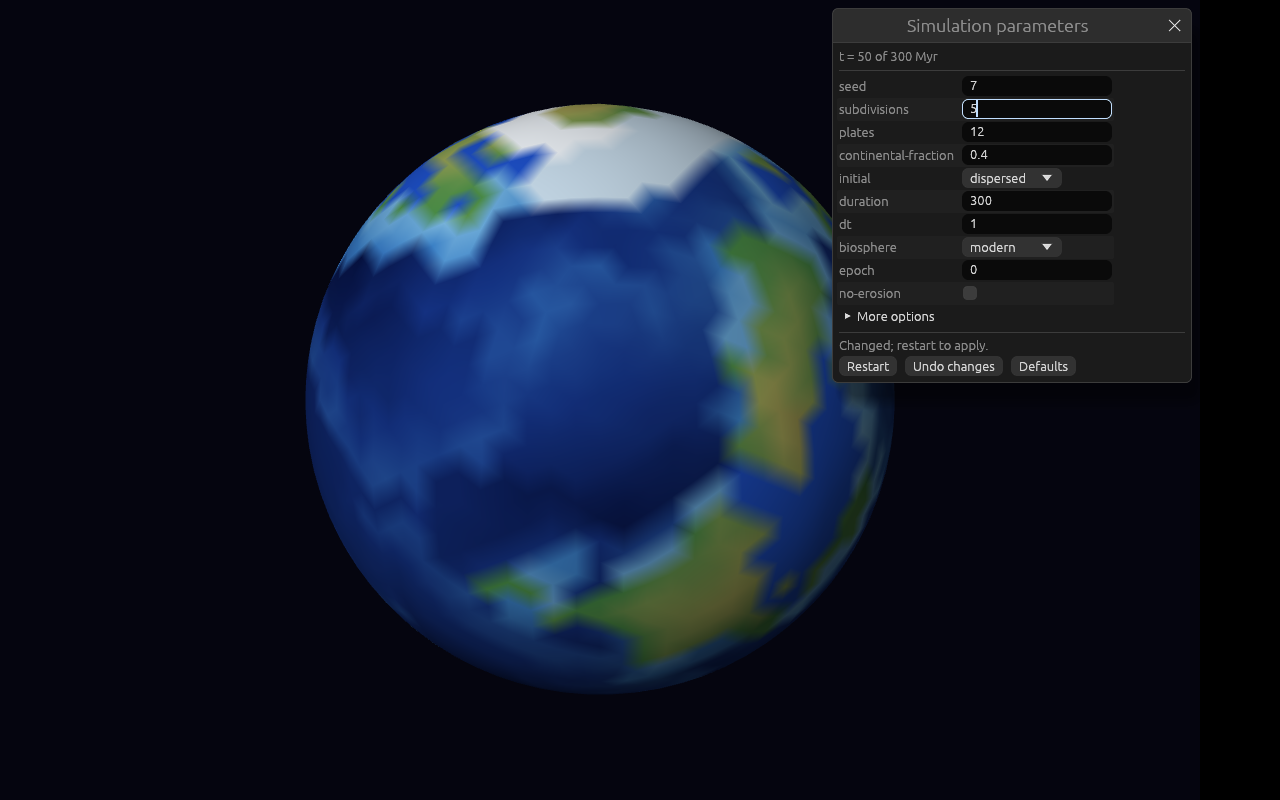 Simulation parameters
t = 50 of 300 Myr
seed 7
subdivisions 5
plates 12
continental-fraction 0.4
initial dispersed
duration 300
dt 1
biosphere modern
epoch 0
no-erosion
More options
Changed; restart to apply.
Restart Undo changes Defaults